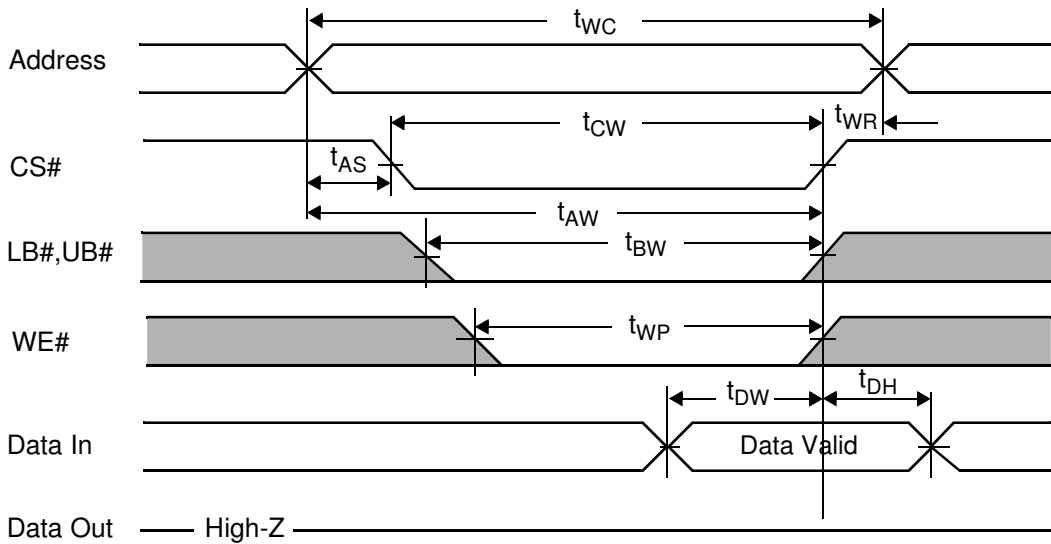 tWC
Address
tCW
tWR
CS#
tAS
tAW
LB#,UB#
tBW
WE#
tWP
tDW
tDH
Data In
Data Valid
Data Out
High-Z